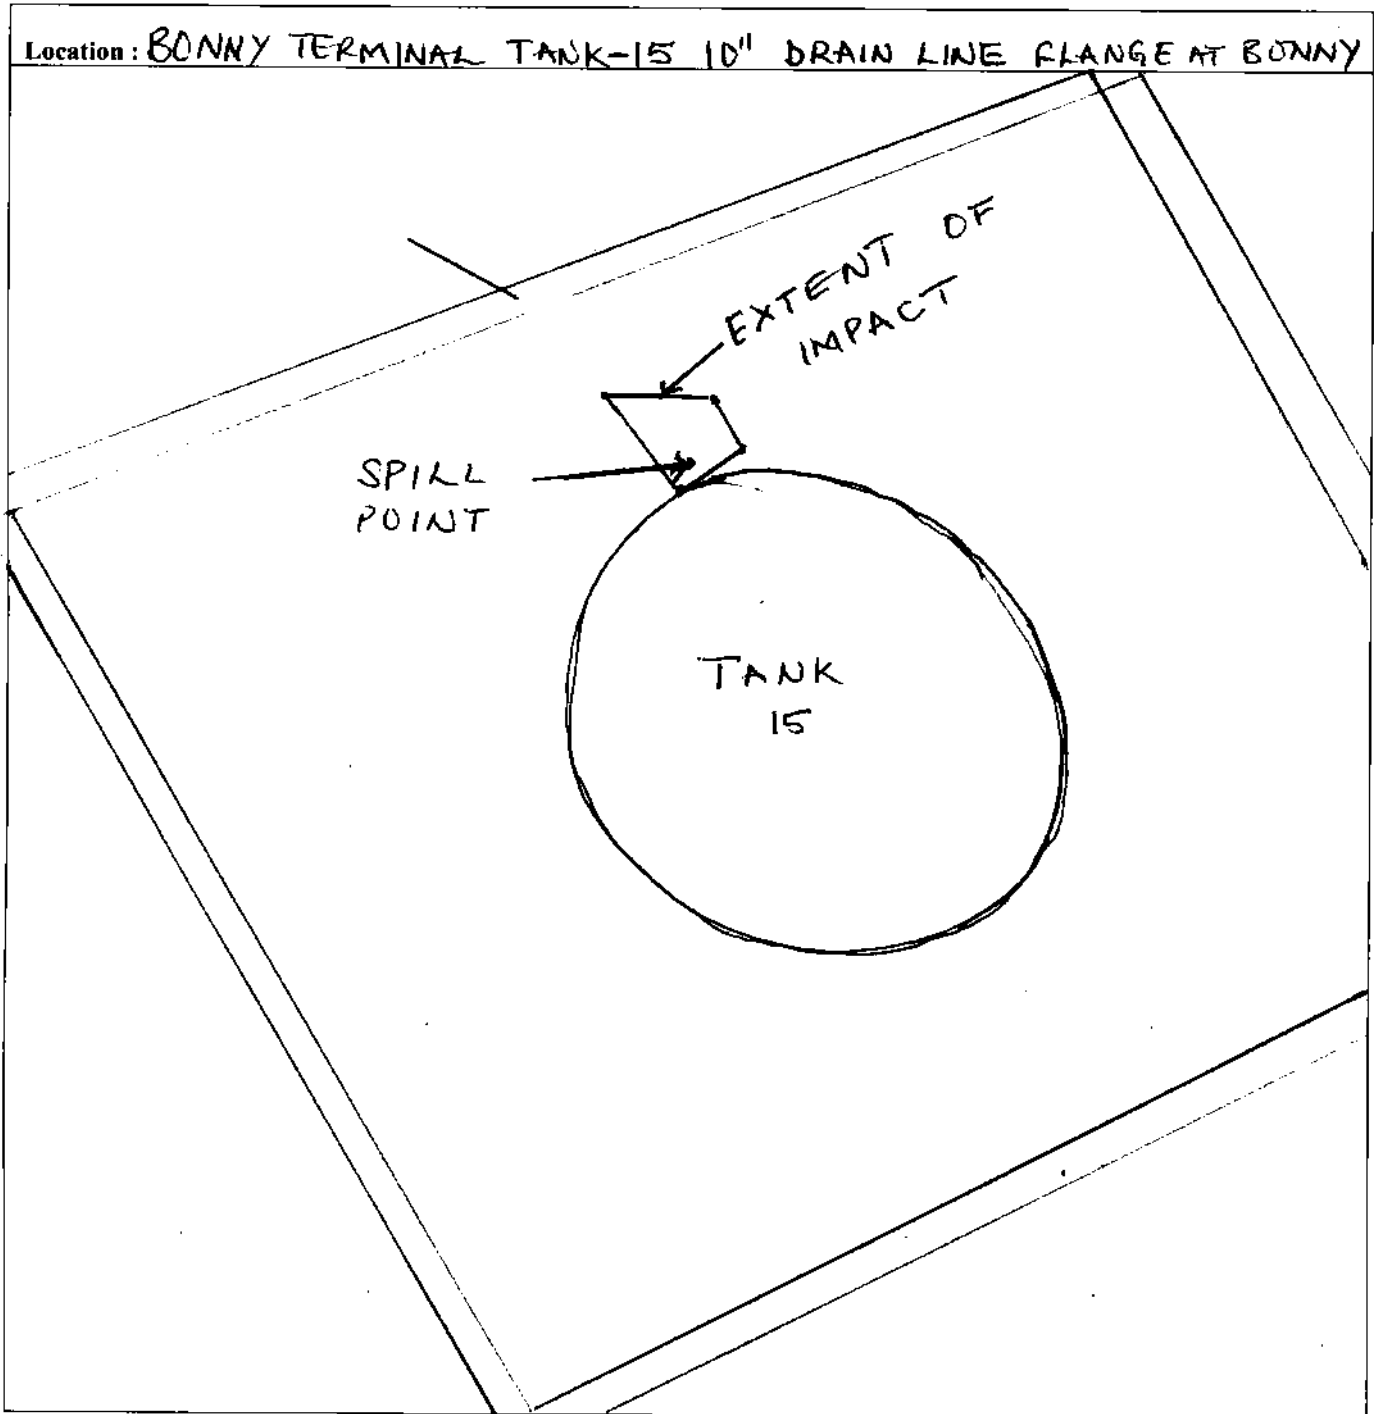 Location : BONNY TERMINAL TANK-15 10" DRAIN LINE FLANGE AT BONNY
EXTENT OF
IMPACT
SPILL
POINT
TANK
15